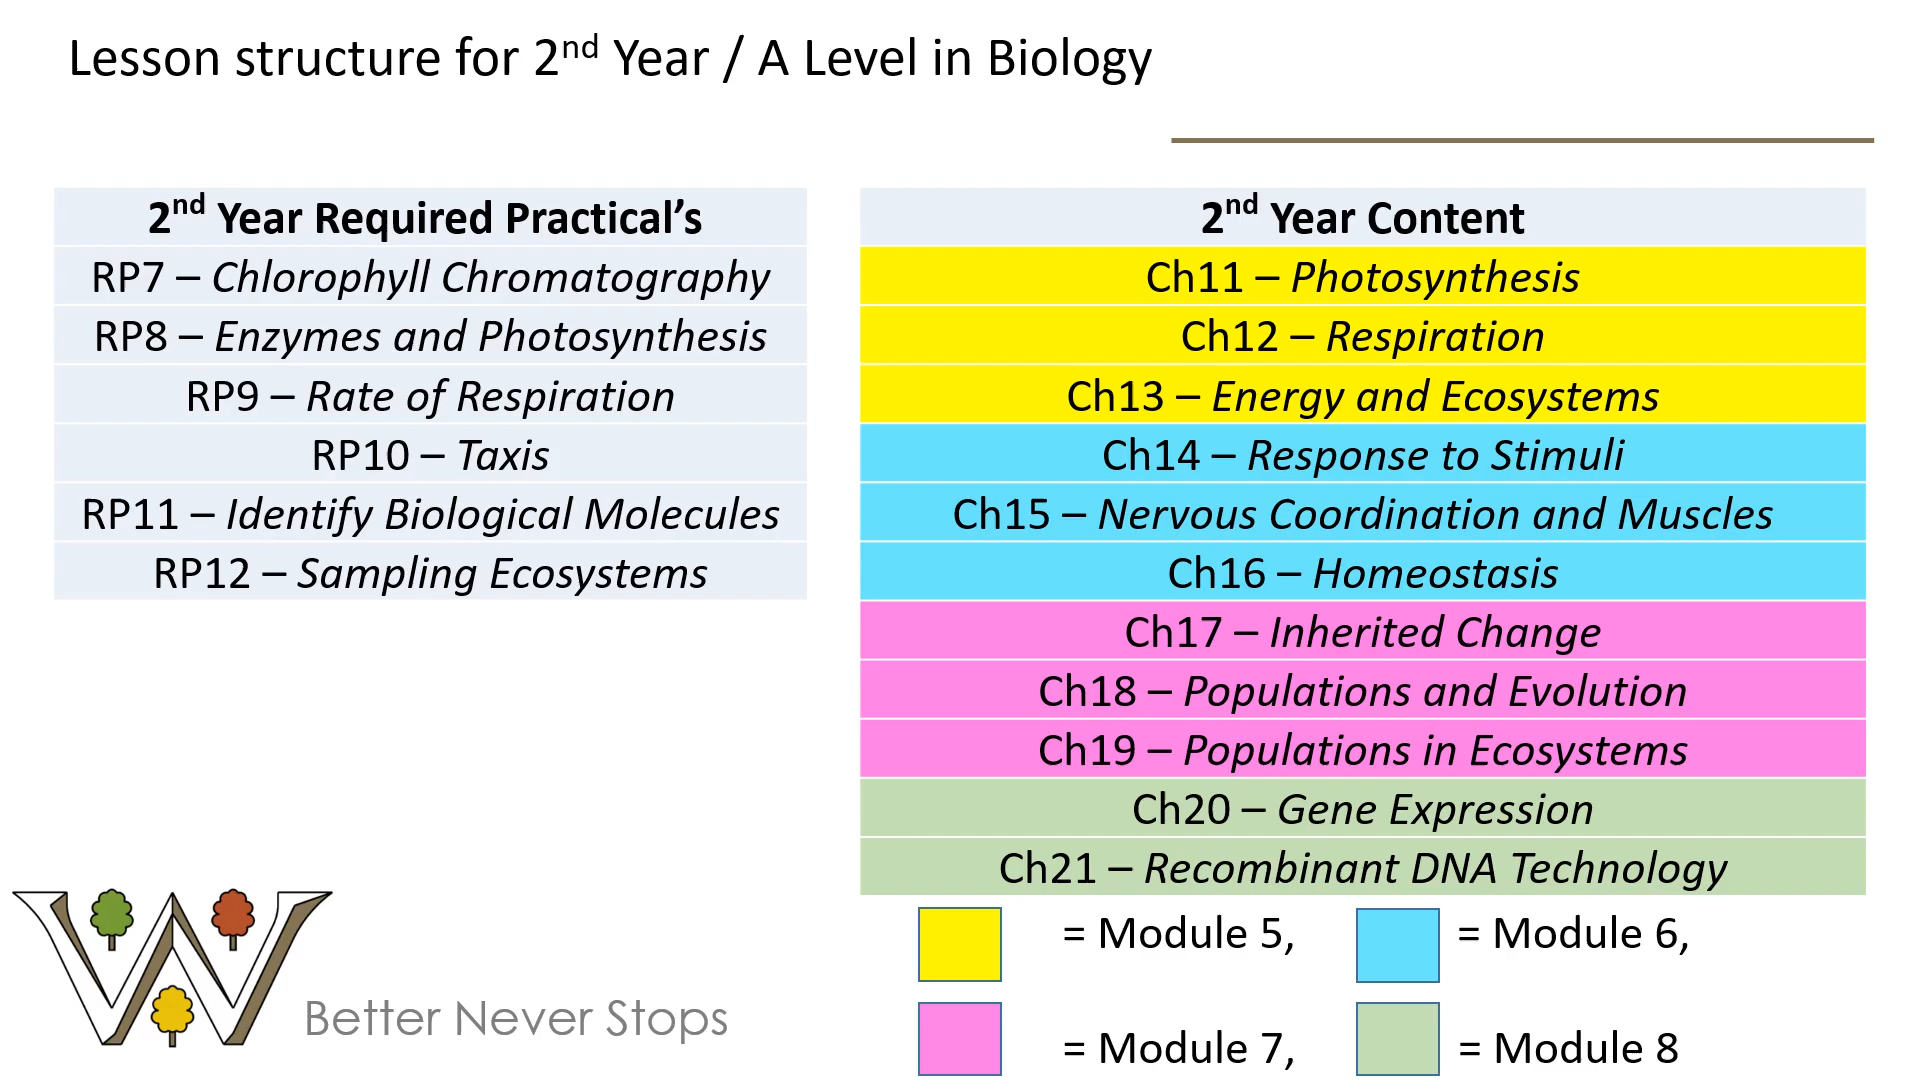 Lesson structure for 2nd Year / A Level in Biology
2nd Year Required Practical’s
RP7 – Chlorophyll Chromatography
RP8 – Enzymes and Photosynthesis
RP9 – Rate of Respiration
RP10 – Taxis
RP11 – Identify Biological Molecules
RP12 – Sampling Ecosystems
2nd Year Content
Ch11 – Photosynthesis
Ch12 – Respiration
Ch13 – Energy and Ecosystems
Ch14 – Response to Stimuli
Ch15 – Nervous Coordination and Muscles
Ch16 – Homeostasis
Ch17 – Inherited Change
Ch18 – Populations and Evolution
Ch19 – Populations in Ecosystems
Ch20 – Gene Expression
Ch21 – Recombinant DNA Technology
= Module 5,
= Module 6,
= Module 7,
= Module 8
W
Better Never Stops